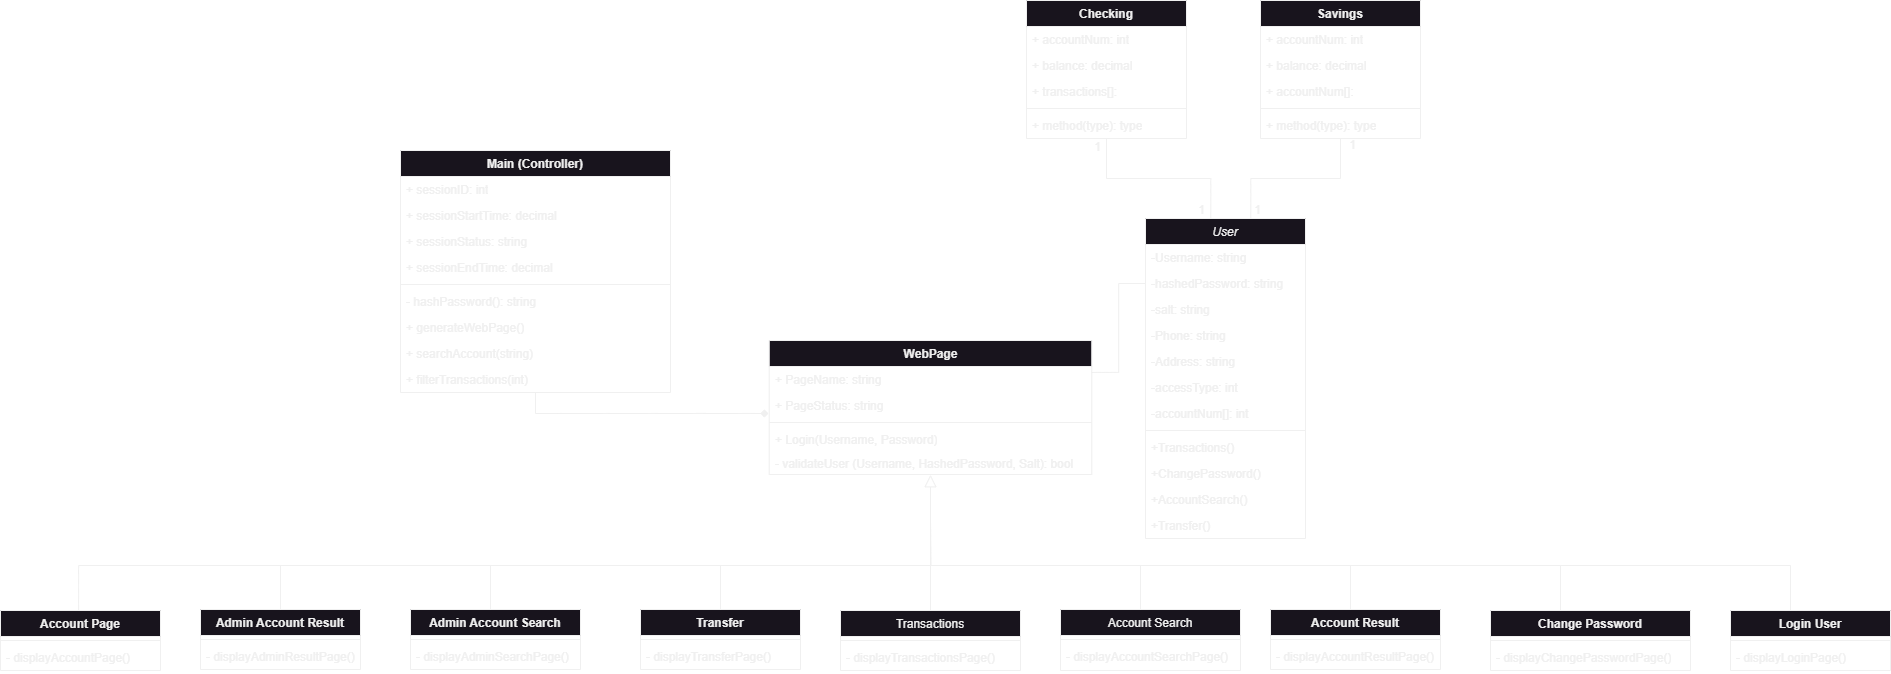 Checking
+ accountNum: int
+ balance: decimal
+ transactions[]:
+ method(type): type
1
1
Savings
+ accountNum: int
+ balance: decimal
+ accountNum[]:
+ method(type): type
1
1
Main (Controller)
+ sessionID: int
+ sessionStartTime: decimal
+ sessionStatus: string
+ sessionEndTime: decimal
- hashPassword(): string
+ generateWebPage()
+ searchAccount(string)
+ filterTransactions(int)
User
-Username: string
-hashedPassword: string
-salt: string
-Phone: string
-Address: string
-accessType: int
-accountNum[]: int
+Transactions()
+ChangePassword()
+AccountSearch()
+Transfer()
WebPage
+ PageName: string
+ PageStatus: string
+ Login(Username, Password)
- validateUser (Username, HashedPassword, Salt): bool
Account Page
- displayAccountPage()
Admin Account Result
- displayAdminResultPage()
Admin Account Search
- displayAdminSearchPage()
Transfer
- displayTransferPage()
Transactions
- displayTransactionsPage()
Account Search
- displayAccountSearchPage()
Account Result
- displayAccountResultPage()
Change Password
- displayChangePasswordPage()
Login User
- displayLoginPage()